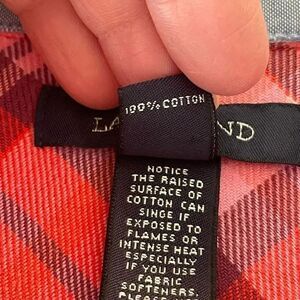 100% COTTON
NOTICE
THE RAISED
SURFACE OF
COTTON CAN
SINGE IF
EXPOSED TO
FLAMES OR
INTENSE HEAT
ESPECIALLY
IF YOU USE
FABRIC
SOFTENERS.